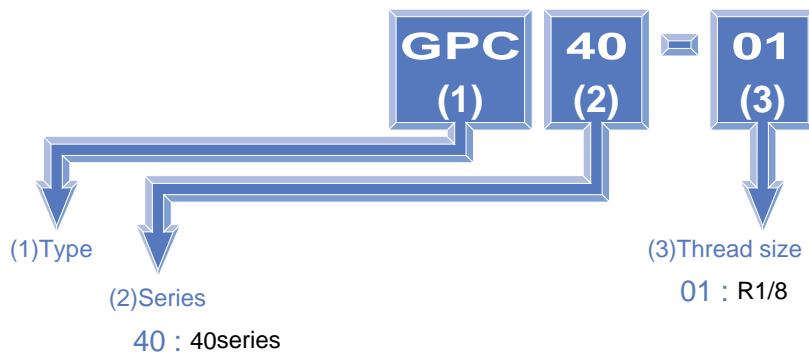 GPC 40 - 01
(1) (2) (3)
(1)Type
(3)Thread size
01 : R1/8
(2)Series
40 : 40series